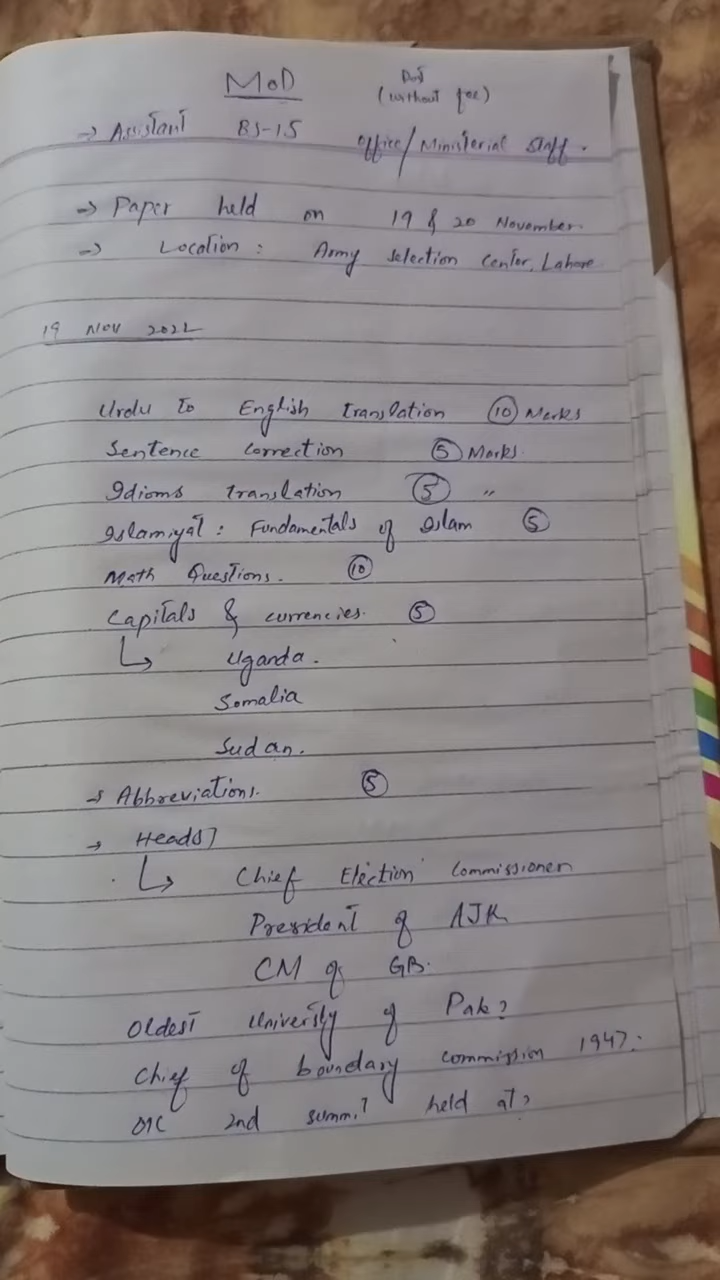 MoD
(without fee)
→ Assistant BS-15 office/Ministerial staff.
→ Paper held on 19 & 20 November.
→ Location: Army selection center, Lahore.
19 Nov 2022
Urdu to English translation (10) Marks
Sentence correction (5) Marks.
Idioms translation (5) "
Islamiyat: Fundamentals of Islam (5)
Math Questions. (10)
Capitals & currencies. (5)
↳ Uganda.
Somalia
Sudan.
→ Abbreviations. (5)
→ Heads?
↳ Chief Election Commissioner
President of AJK
CM of GB.
Oldest University of Pak?
Chief of boundary commission 1947.
OIC 2nd summit held at?